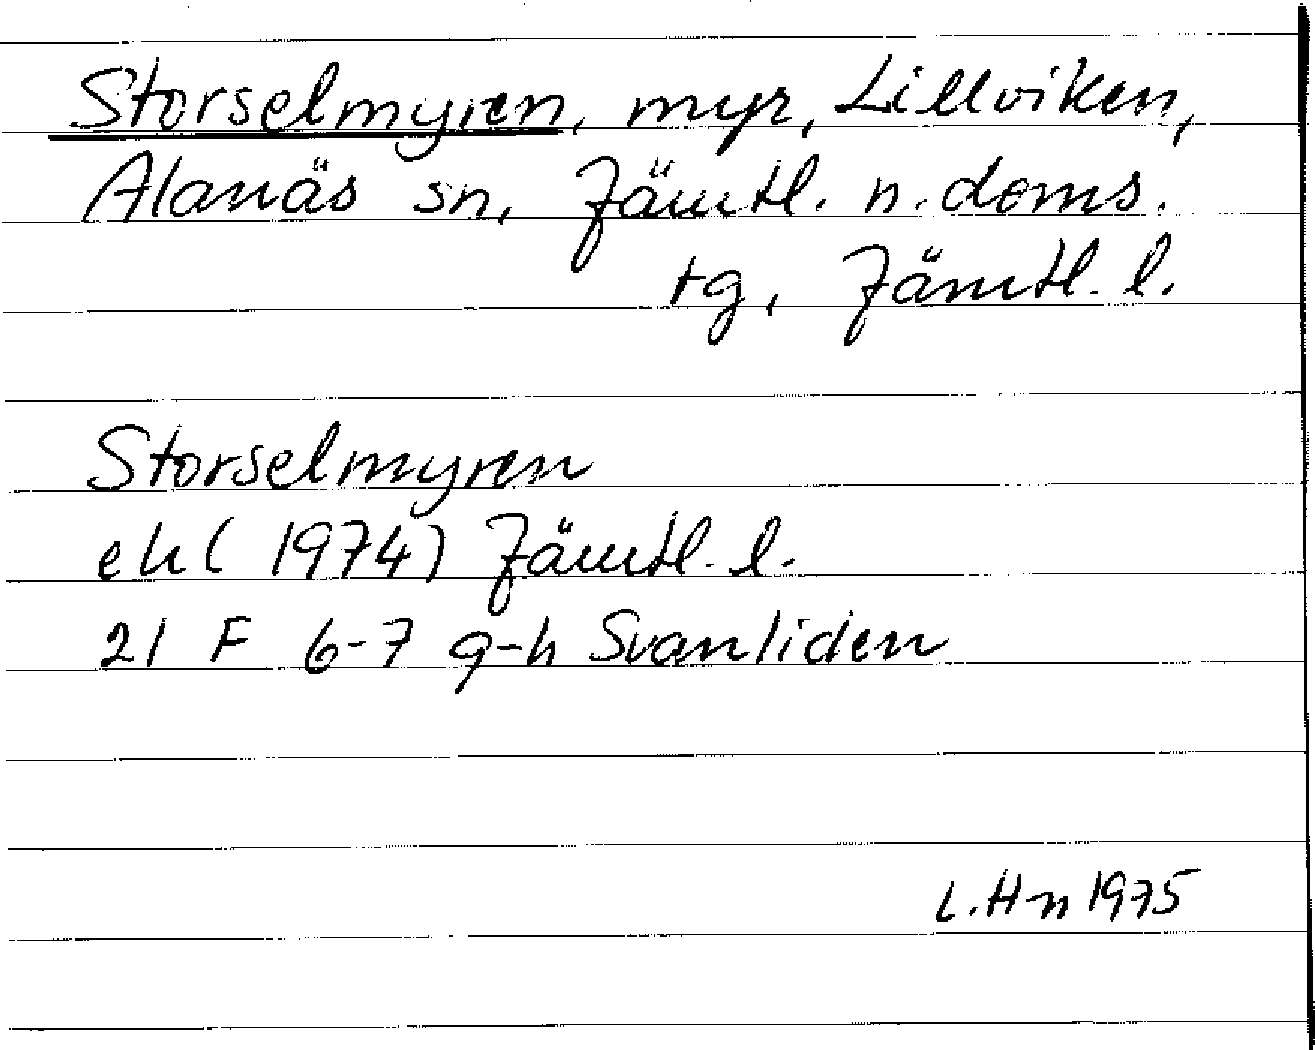 Storselmyren, myr, Lillviken,
Alanäs sn, Jämtl. n. doms.
tg, Jämtl. l.
Storselmyren
ek (1974) Jämtl. l.
21 F 6-7 g-h Svanliden
L. Hn 1975